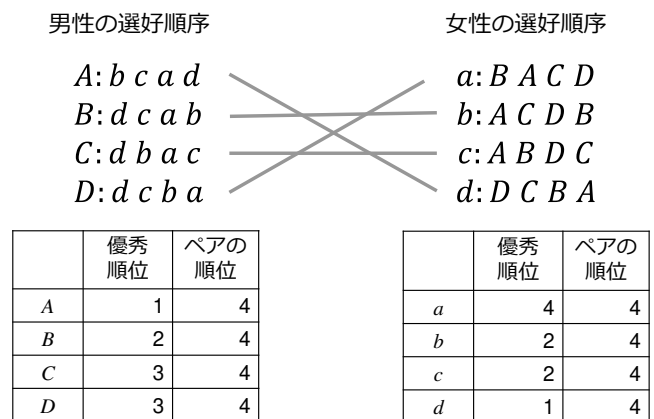 男性の選好順序 女性の選好順序
A: b c a d a: B A C D
B: d c a b b: A C D B
C: d b a c c: A B D C
D: d c b a d: D C B A
優秀順位 ペアの順位 優秀順位 ペアの順位
A 1 4 a 4 4
B 2 4 b 2 4
C 3 4 c 2 4
D 3 4 d 1 4